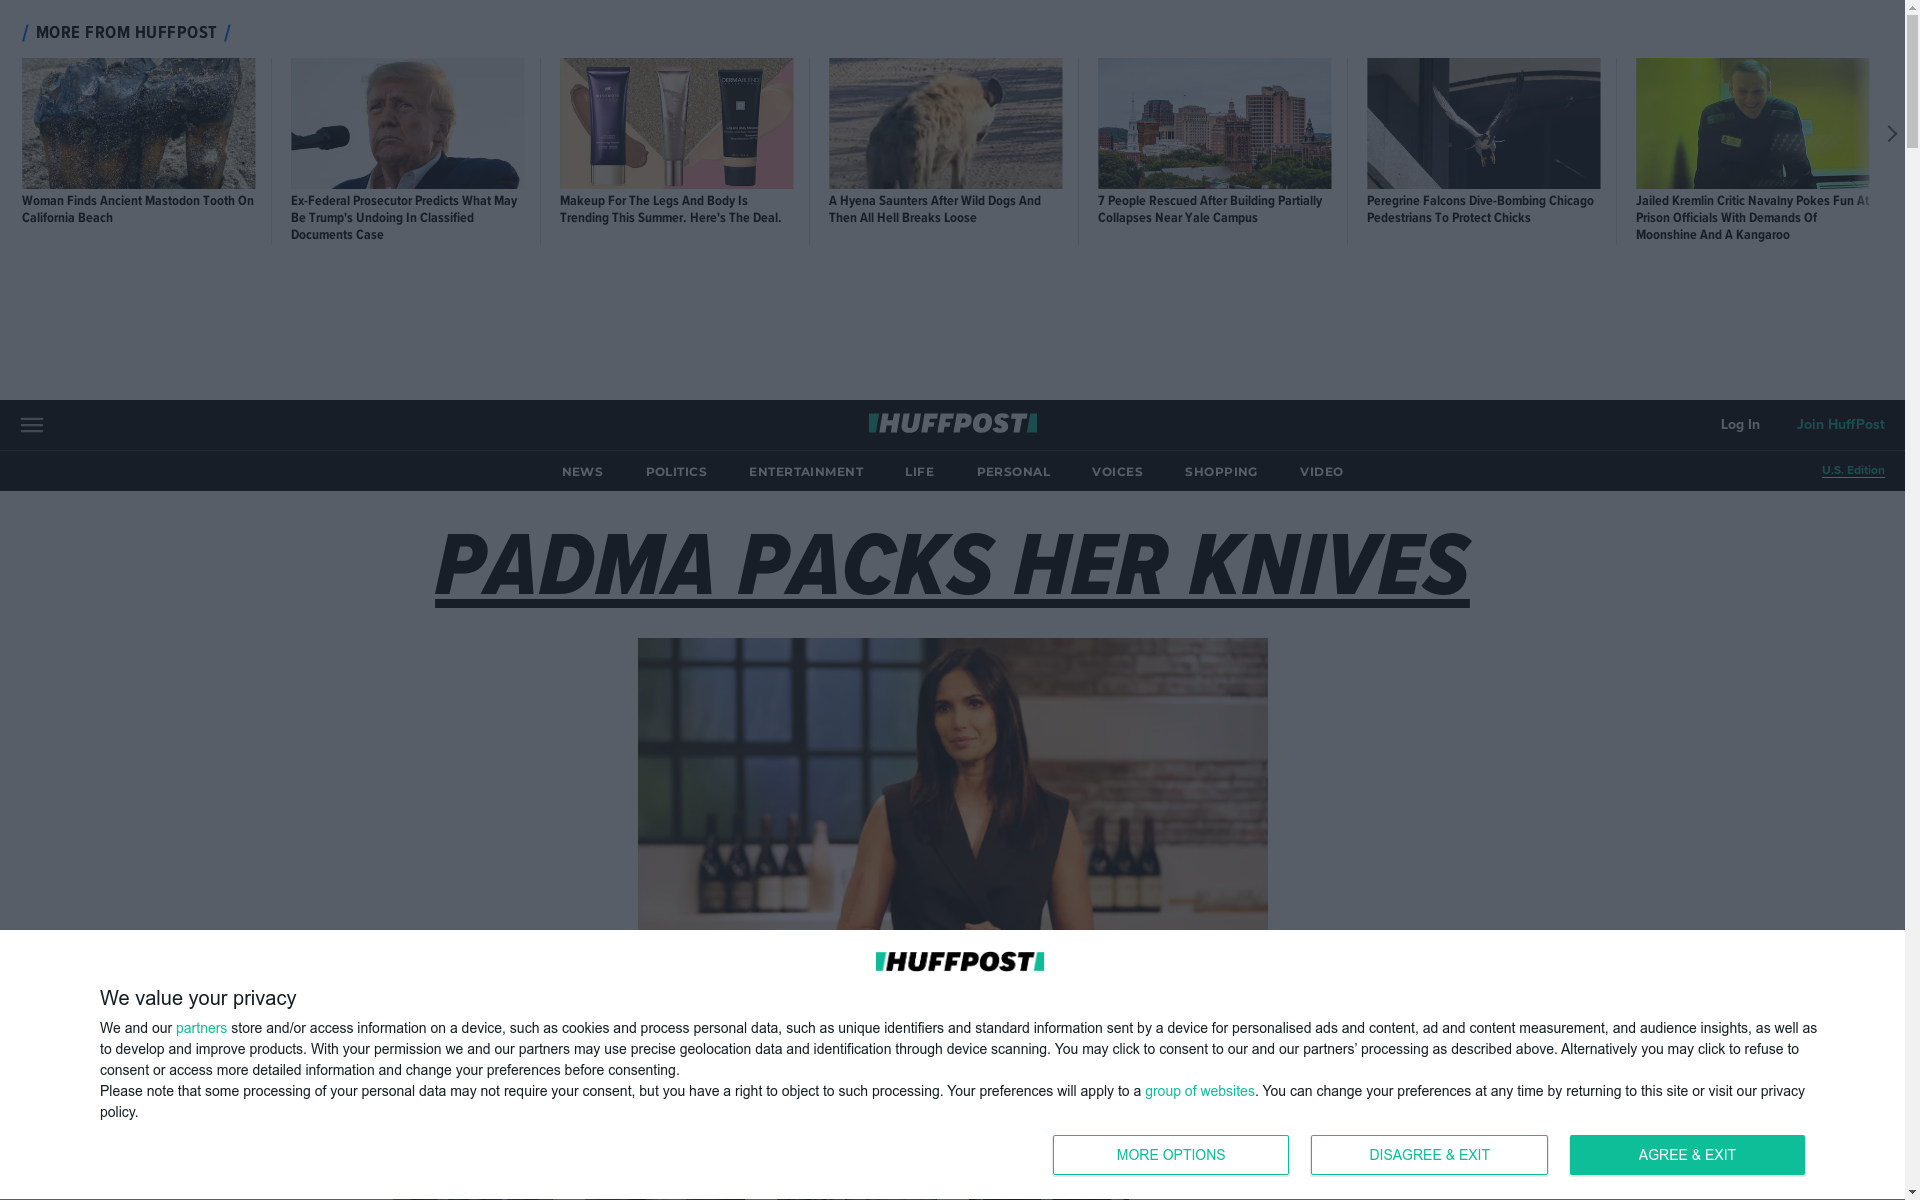 / MORE FROM HUFFPOST /
Woman Finds Ancient Mastodon Tooth On
California Beach
Ex-Federal Prosecutor Predicts What May
Be Trump's Undoing In Classified
Documents Case
Makeup For The Legs And Body Is
Trending This Summer. Here's The Deal.
A Hyena Saunters After Wild Dogs And
Then All Hell Breaks Loose
7 People Rescued After Building Partially
Collapses Near Yale Campus
Peregrine Falcons Dive-Bombing Chicago
Pedestrians To Protect Chicks
Jailed Kremlin Critic Navalny Pokes Fun At
Prison Officials With Demands Of
Moonshine And A Kangaroo
HUFFPOST
Log In
Join HuffPost
NEWS
POLITICS
ENTERTAINMENT
LIFE
PERSONAL
VOICES
SHOPPING
VIDEO
U.S. Edition
PADMA PACKS HER KNIVES
HUFFPOST
We value your privacy
We and our partners store and/or access information on a device, such as cookies and process personal data, such as unique identifiers and standard information sent by a device for personalised ads and content, ad and content measurement, and audience insights, as well as
to develop and improve products. With your permission we and our partners may use precise geolocation data and identification through device scanning. You may click to consent to our and our partners’ processing as described above. Alternatively you may click to refuse to
consent or access more detailed information and change your preferences before consenting.
Please note that some processing of your personal data may not require your consent, but you have a right to object to such processing. Your preferences will apply to a group of websites. You can change your preferences at any time by returning to this site or visit our privacy
policy.
MORE OPTIONS
DISAGREE & EXIT
AGREE & EXIT